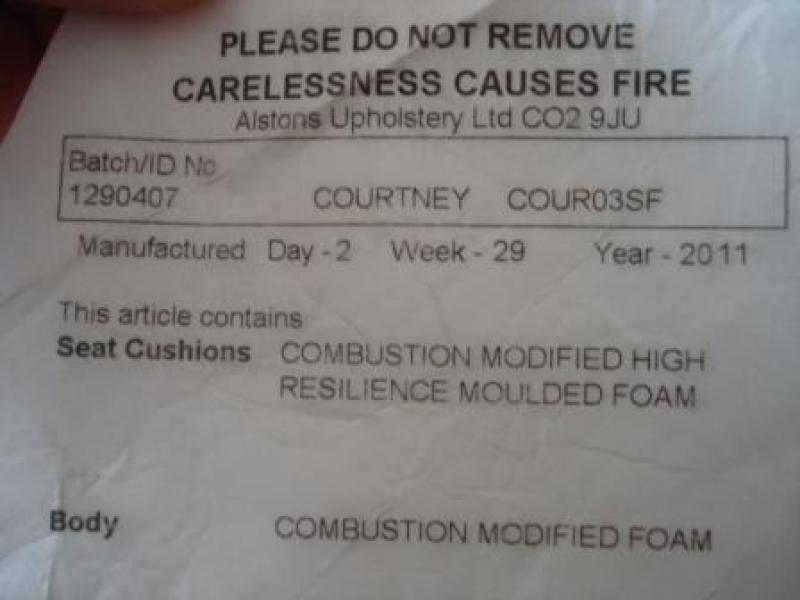 PLEASE DO NOT REMOVE
CARELESSNESS CAUSES FIRE
Alstons Upholstery Ltd CO2 9JU
Batch/ID No
1290407 COURTNEY COUR03SF
Manufactured Day - 2 Week - 29 Year - 2011
This article contains
Seat Cushions COMBUSTION MODIFIED HIGH
RESILIENCE MOULDED FOAM
Body COMBUSTION MODIFIED FOAM